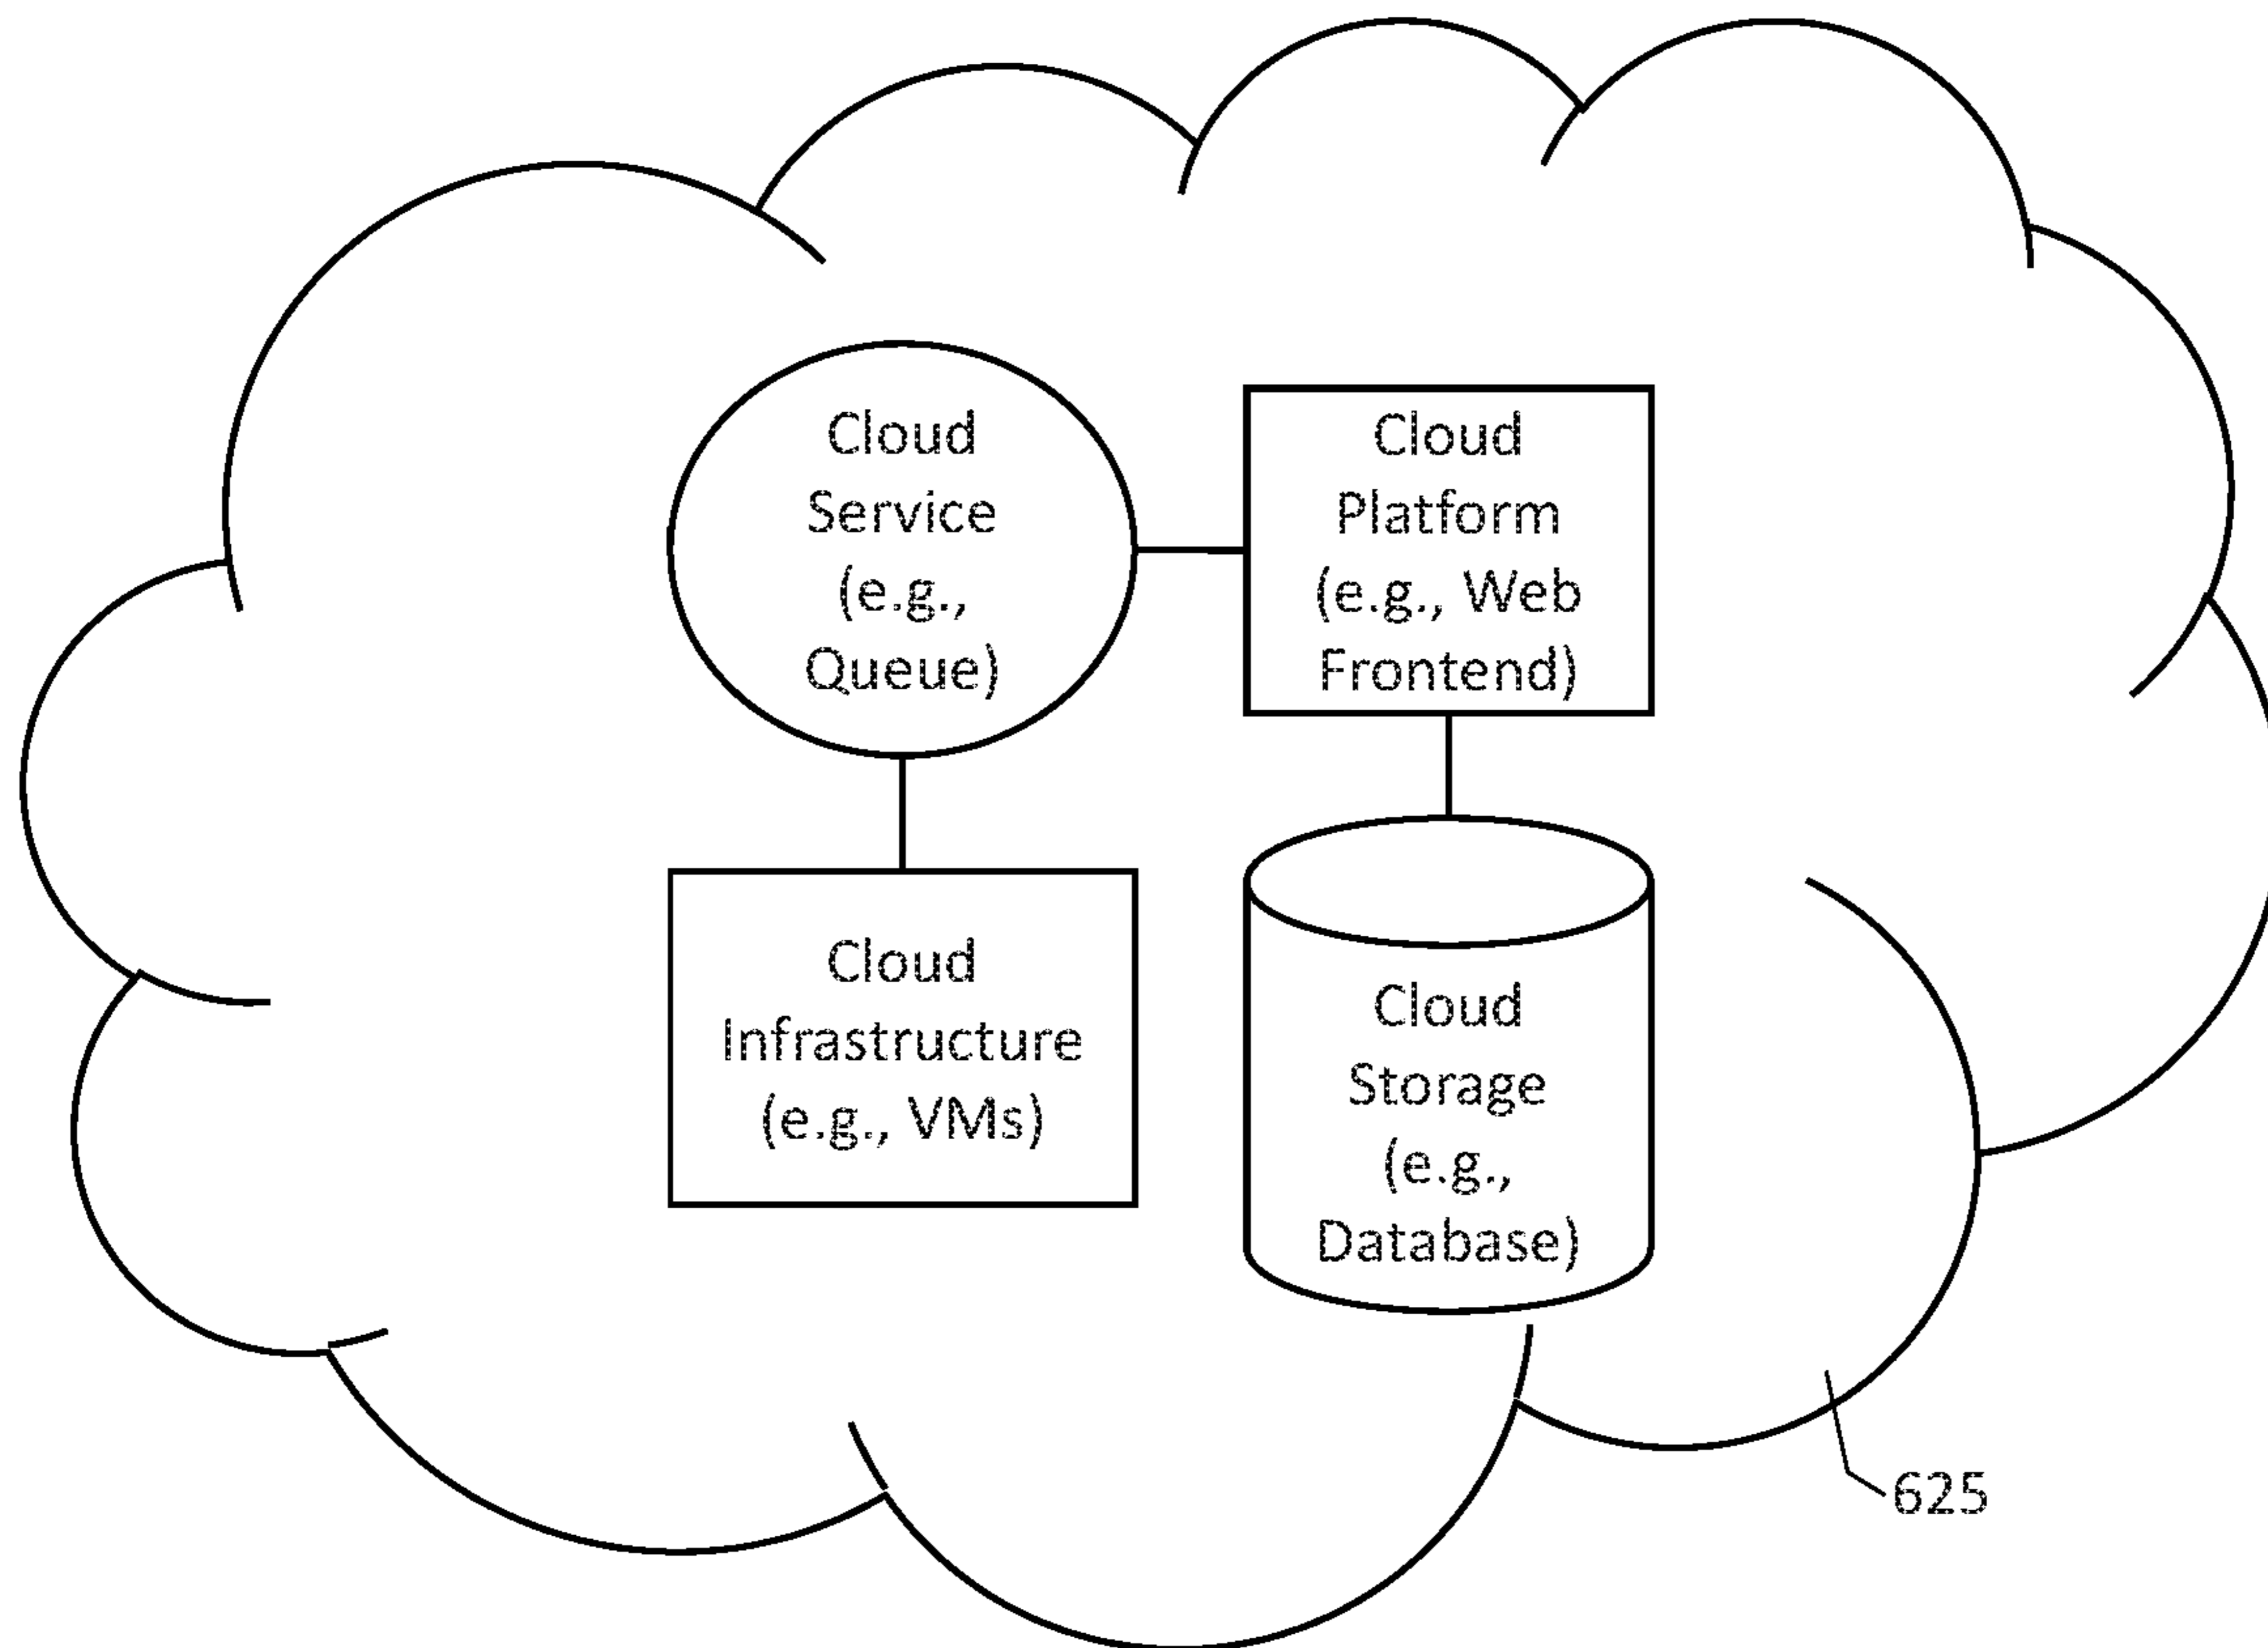 Cloud
Service
(e.g.,
Queue)
Cloud
Platform
(e.g., Web
Frontend)
Cloud
Infrastructure
(e.g., VMs)
Cloud
Storage
(e.g.,
Database)
625